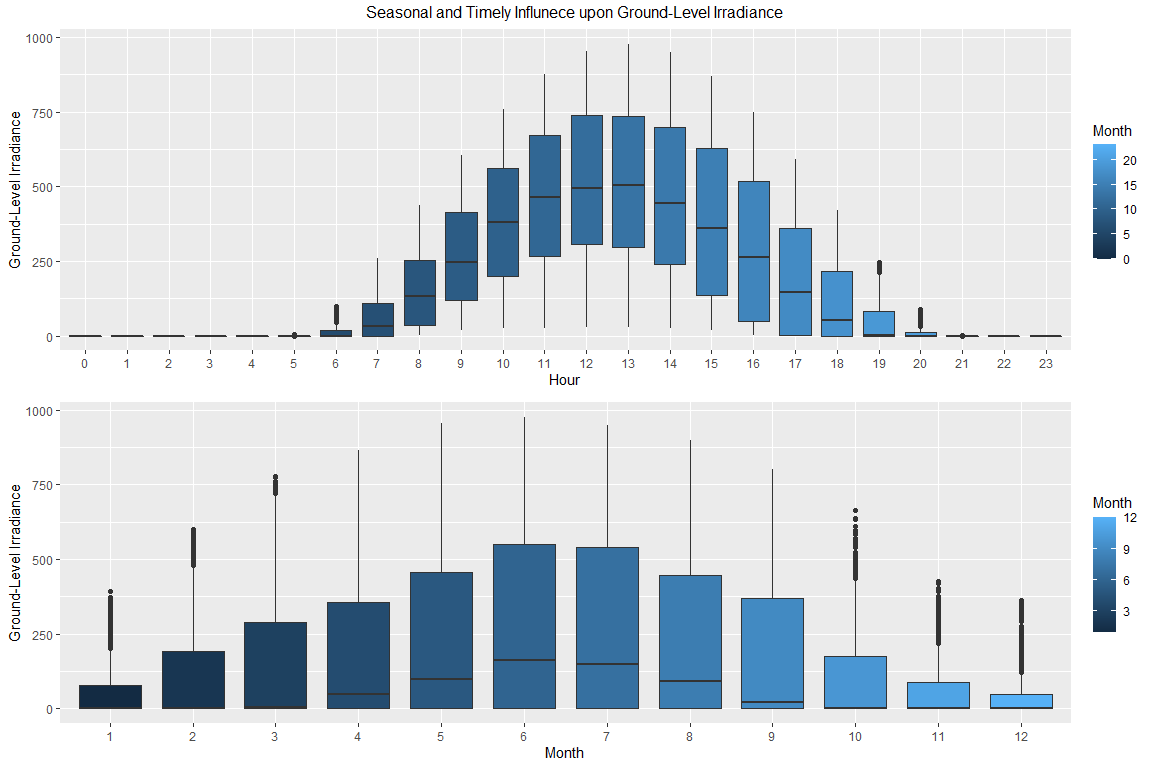 Seasonal and Timely Influnece upon Ground-Level Irradiance
Ground-Level Irradiance
1000
750
500
250
0
0 1 2 3 4 5 6 7 8 9 10 11 12 13 14 15 16 17 18 19 20 21 22 23
Hour
Month
20
15
10
5
0
Ground-Level Irradiance
1000
750
500
250
0
1 2 3 4 5 6 7 8 9 10 11 12
Month
Month
12
9
6
3